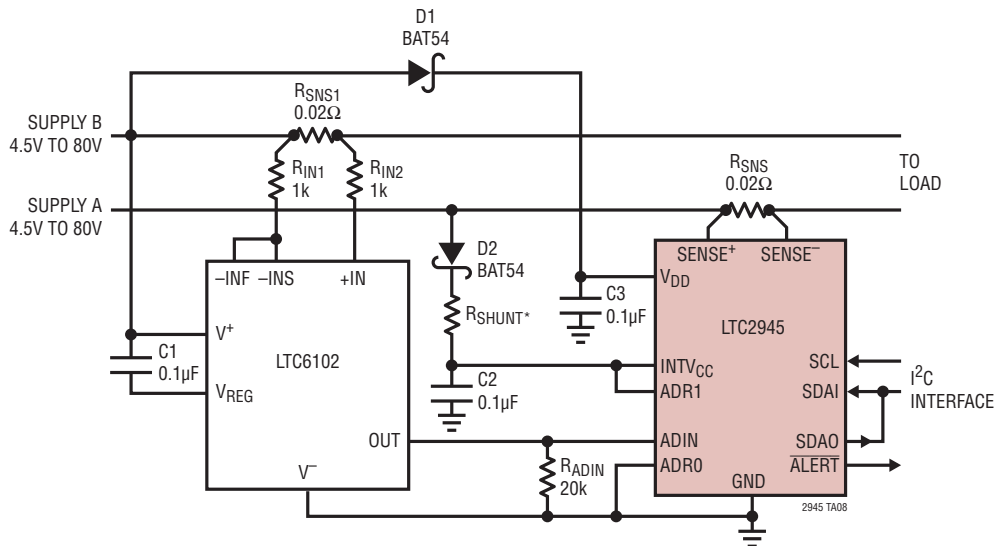 D1
BAT54
RSNS1
0.02Ω
SUPPLY B
4.5V TO 80V
RIN1
1k
RIN2
1k
RSNS
0.02Ω
TO
LOAD
SUPPLY A
4.5V TO 80V
D2
BAT54
SENSE+
SENSE–
–INF
–INS
+IN
VDD
RSHUNT*
C3
0.1µF
LTC2945
V+
LTC6102
C1
0.1µF
VREG
INTVCC
ADR1
SCL
SDAI
I2C
INTERFACE
C2
0.1µF
OUT
ADIN
SDAO
RADIN
20k
ADR0
ALERT
V–
GND
2945 TA08